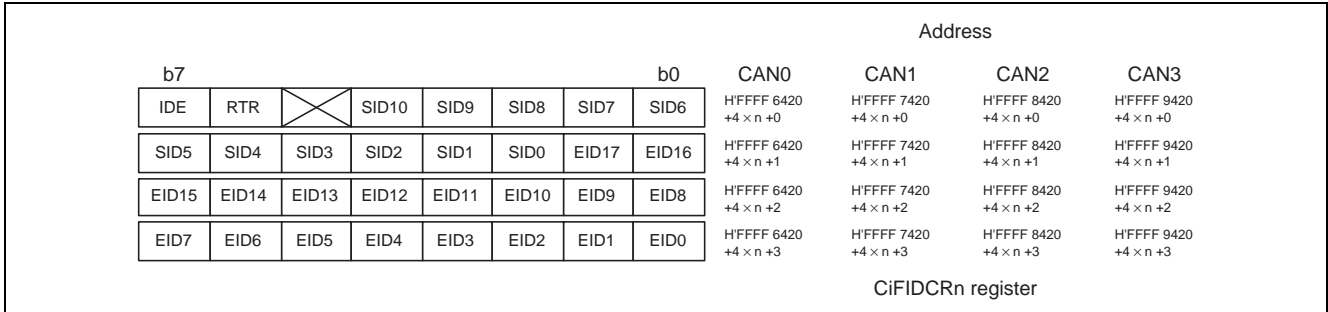 Address
b7 b0 CAN0 CAN1 CAN2 CAN3
IDE RTR SID10 SID9 SID8 SID7 SID6 H'FFFF 6420 H'FFFF 7420 H'FFFF 8420 H'FFFF 9420
+4 × n +0 +4 × n +0 +4 × n +0 +4 × n +0
SID5 SID4 SID3 SID2 SID1 SID0 EID17 EID16 H'FFFF 6420 H'FFFF 7420 H'FFFF 8420 H'FFFF 9420
+4 × n +1 +4 × n +1 +4 × n +1 +4 × n +1
EID15 EID14 EID13 EID12 EID11 EID10 EID9 EID8 H'FFFF 6420 H'FFFF 7420 H'FFFF 8420 H'FFFF 9420
+4 × n +2 +4 × n +2 +4 × n +2 +4 × n +2
EID7 EID6 EID5 EID4 EID3 EID2 EID1 EID0 H'FFFF 6420 H'FFFF 7420 H'FFFF 8420 H'FFFF 9420
+4 × n +3 +4 × n +3 +4 × n +3 +4 × n +3
CiFIDCRn register